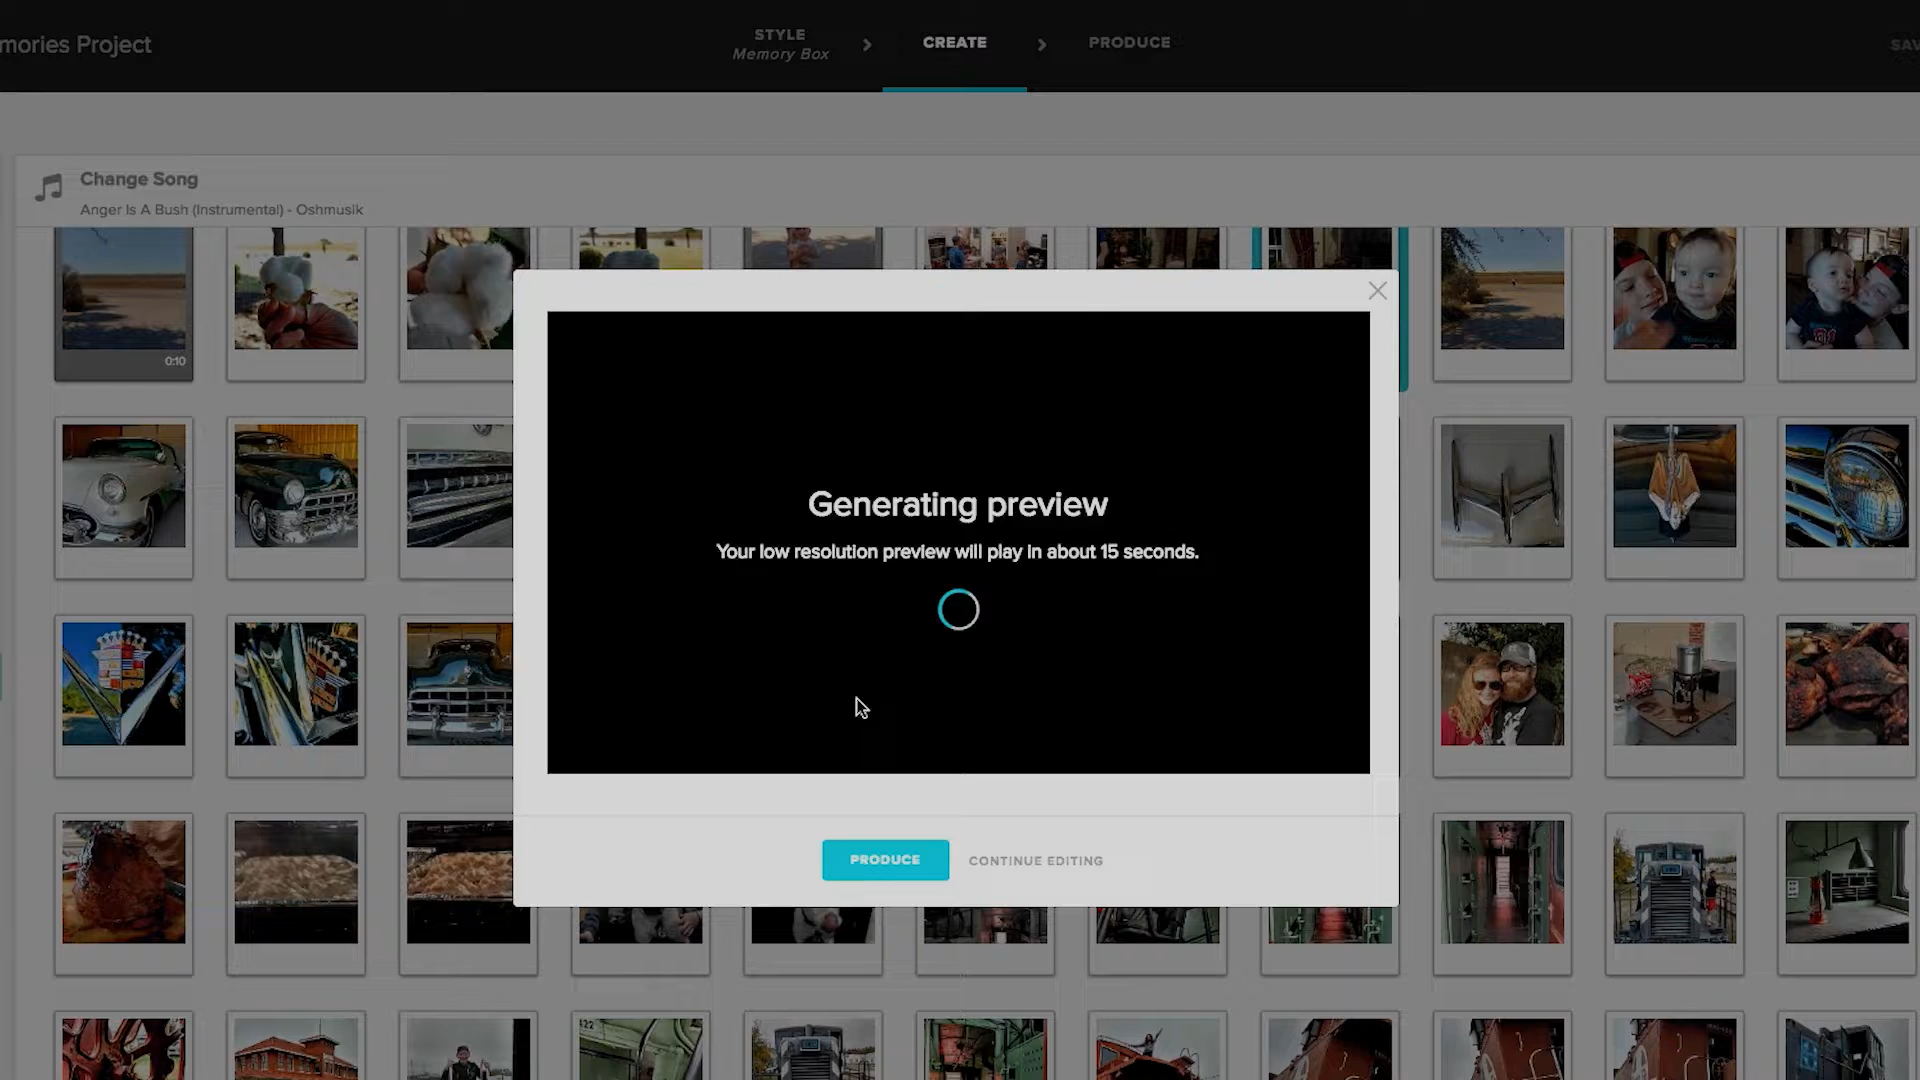 mories Project
STYLE
Memory Box
CREATE
PRODUCE
SAV
Change Song
Anger Is A Bush (Instrumental) - Oshmusik
0:10
Generating preview
Your low resolution preview will play in about 15 seconds.
PRODUCE
CONTINUE EDITING